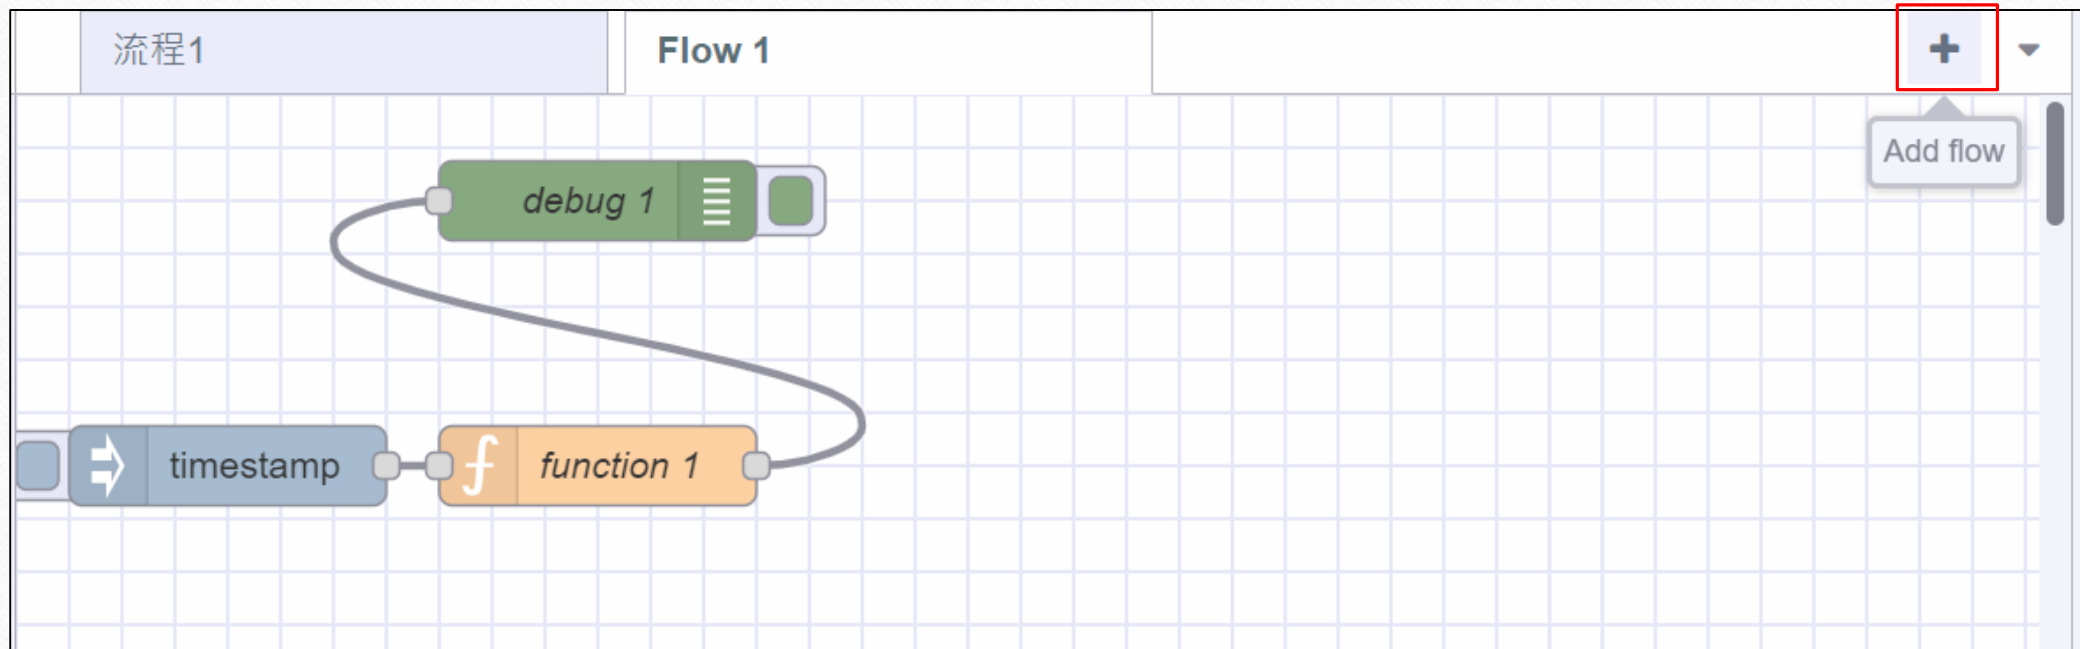 流程1
Flow 1
Add flow
debug 1
timestamp
function 1